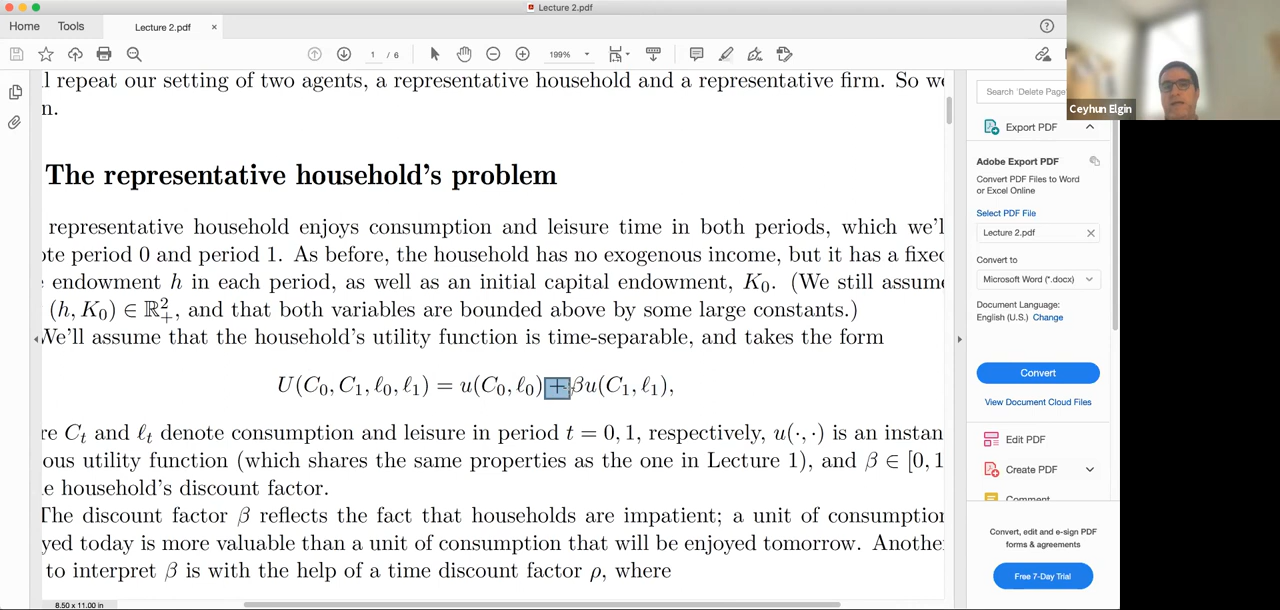 Lecture 2.pdf
Home Tools Lecture 2.pdf ×
1 / 6 199%
l repeat our setting of two agents, a representative household and a representative firm. So we
n.
The representative household's problem
representative household enjoys consumption and leisure time in both periods, which we'l
ote period 0 and period 1. As before, the household has no exogenous income, but it has a fixed
e endowment h in each period, as well as an initial capital endowment, K₀. (We still assume
(h, K₀) ∈ ℝ²₊, and that both variables are bounded above by some large constants.)
We'll assume that the household's utility function is time-separable, and takes the form
U(C₀, C₁, ℓ₀, ℓ₁) = u(C₀, ℓ₀) + βu(C₁, ℓ₁),
re Cₜ and ℓₜ denote consumption and leisure in period t = 0, 1, respectively, u(·, ·) is an instan
ous utility function (which shares the same properties as the one in Lecture 1), and β ∈ [0, 1
e household's discount factor.
The discount factor β reflects the fact that households are impatient; a unit of consumption
yed today is more valuable than a unit of consumption that will be enjoyed tomorrow. Anothe
to interpret β is with the help of a time discount factor ρ, where
8.50 x 11.00 in
Ceyhun Elgin
Search 'Delete Page
Export PDF
Adobe Export PDF
Convert PDF Files to Word
or Excel Online
Select PDF File
Lecture 2.pdf
Convert to
Microsoft Word (*.docx)
Document Language:
English (U.S.) Change
Convert
View Document Cloud Files
Edit PDF
Create PDF
Comment
Convert, edit and e-sign PDF
forms & agreements
Free 7-Day Trial